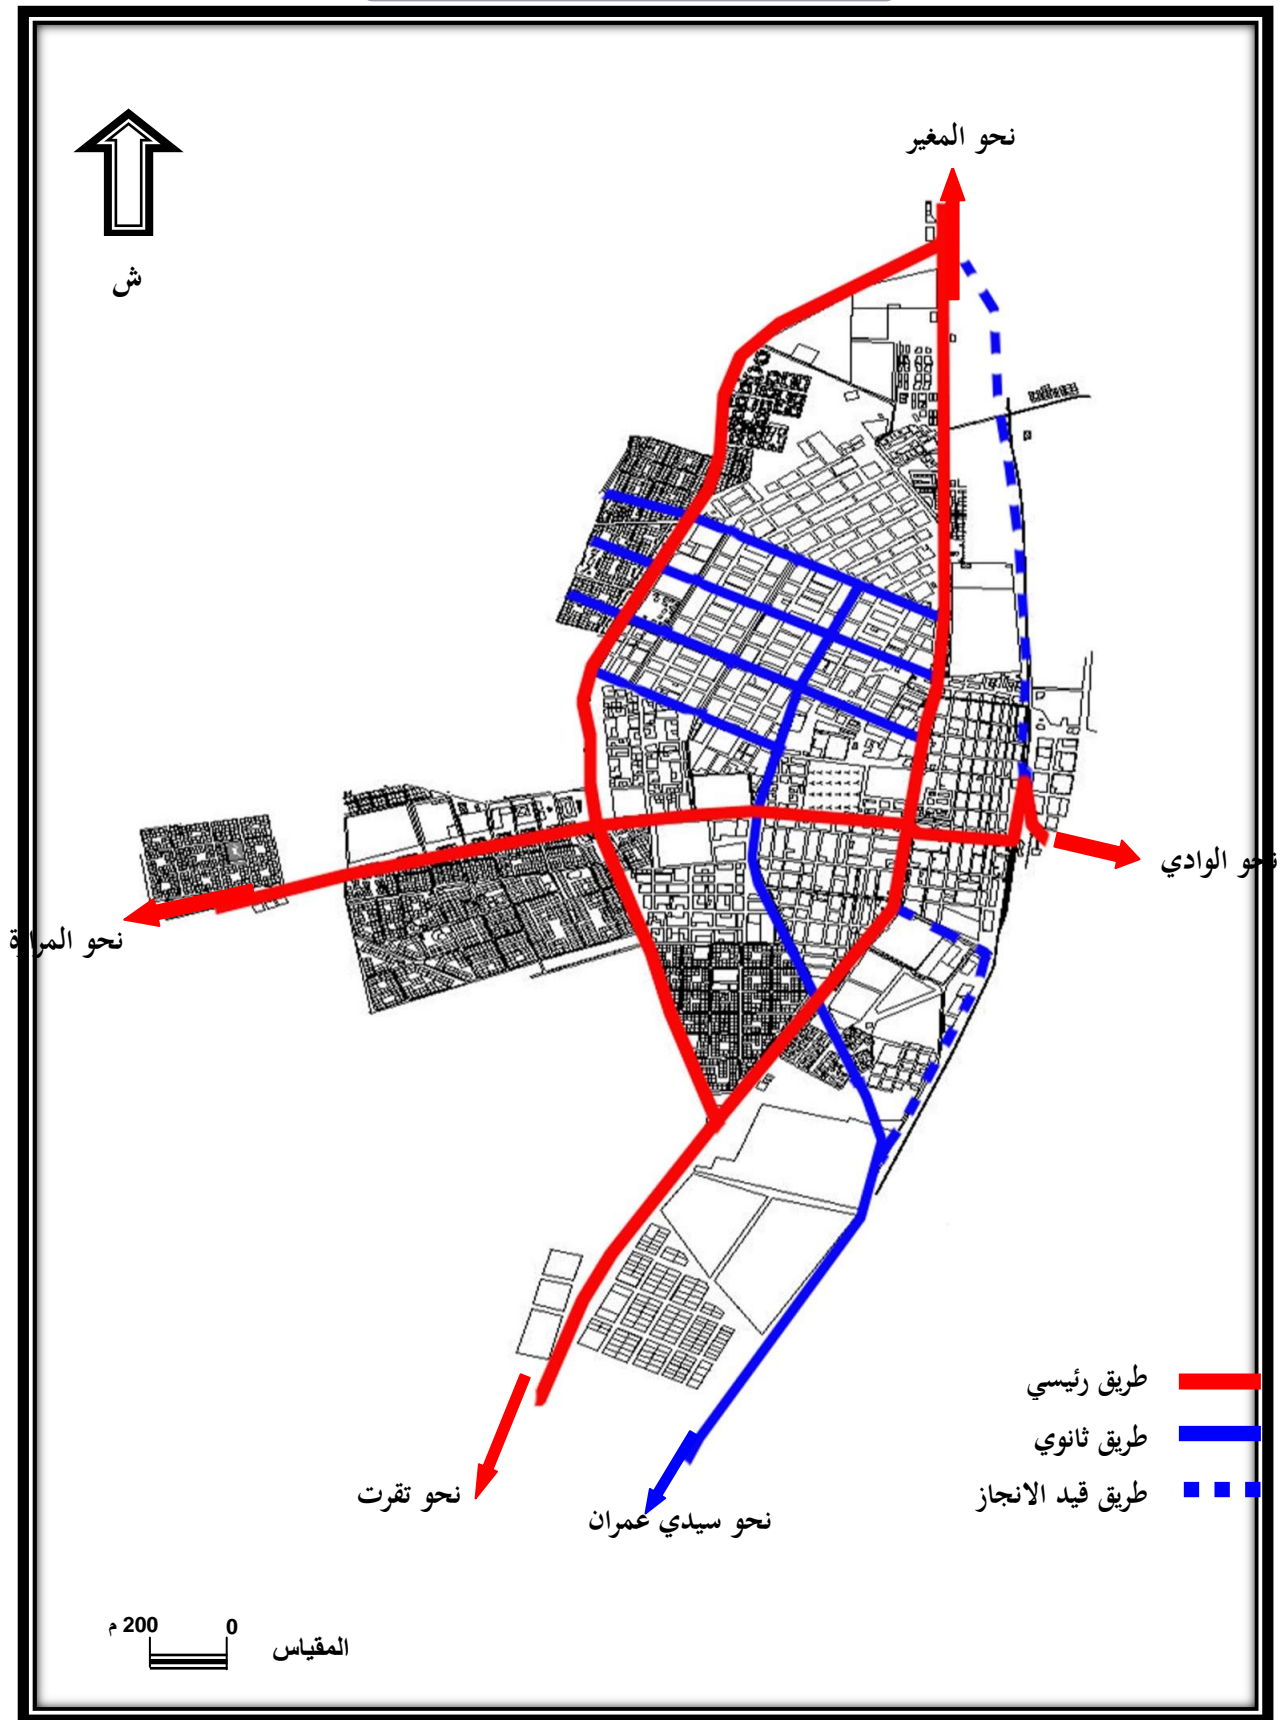 نحو المغير
ش
نحو الوادي
نحو المرارة
طريق رئيسي
طريق ثانوي
طريق قيد الانجاز
نحو تقرت
نحو سيدي عمران
200 م
0
المقياس